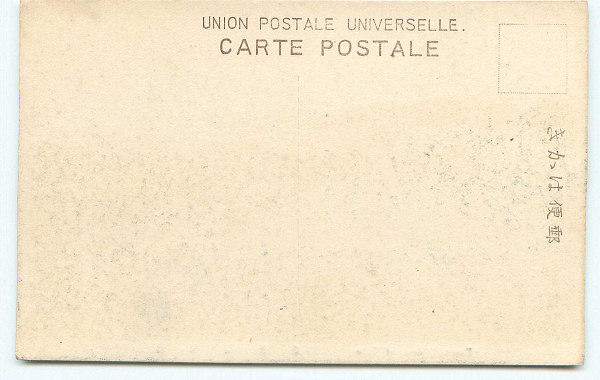 UNION POSTALE UNIVERSELLE.
CARTE POSTALE
郵便はかき